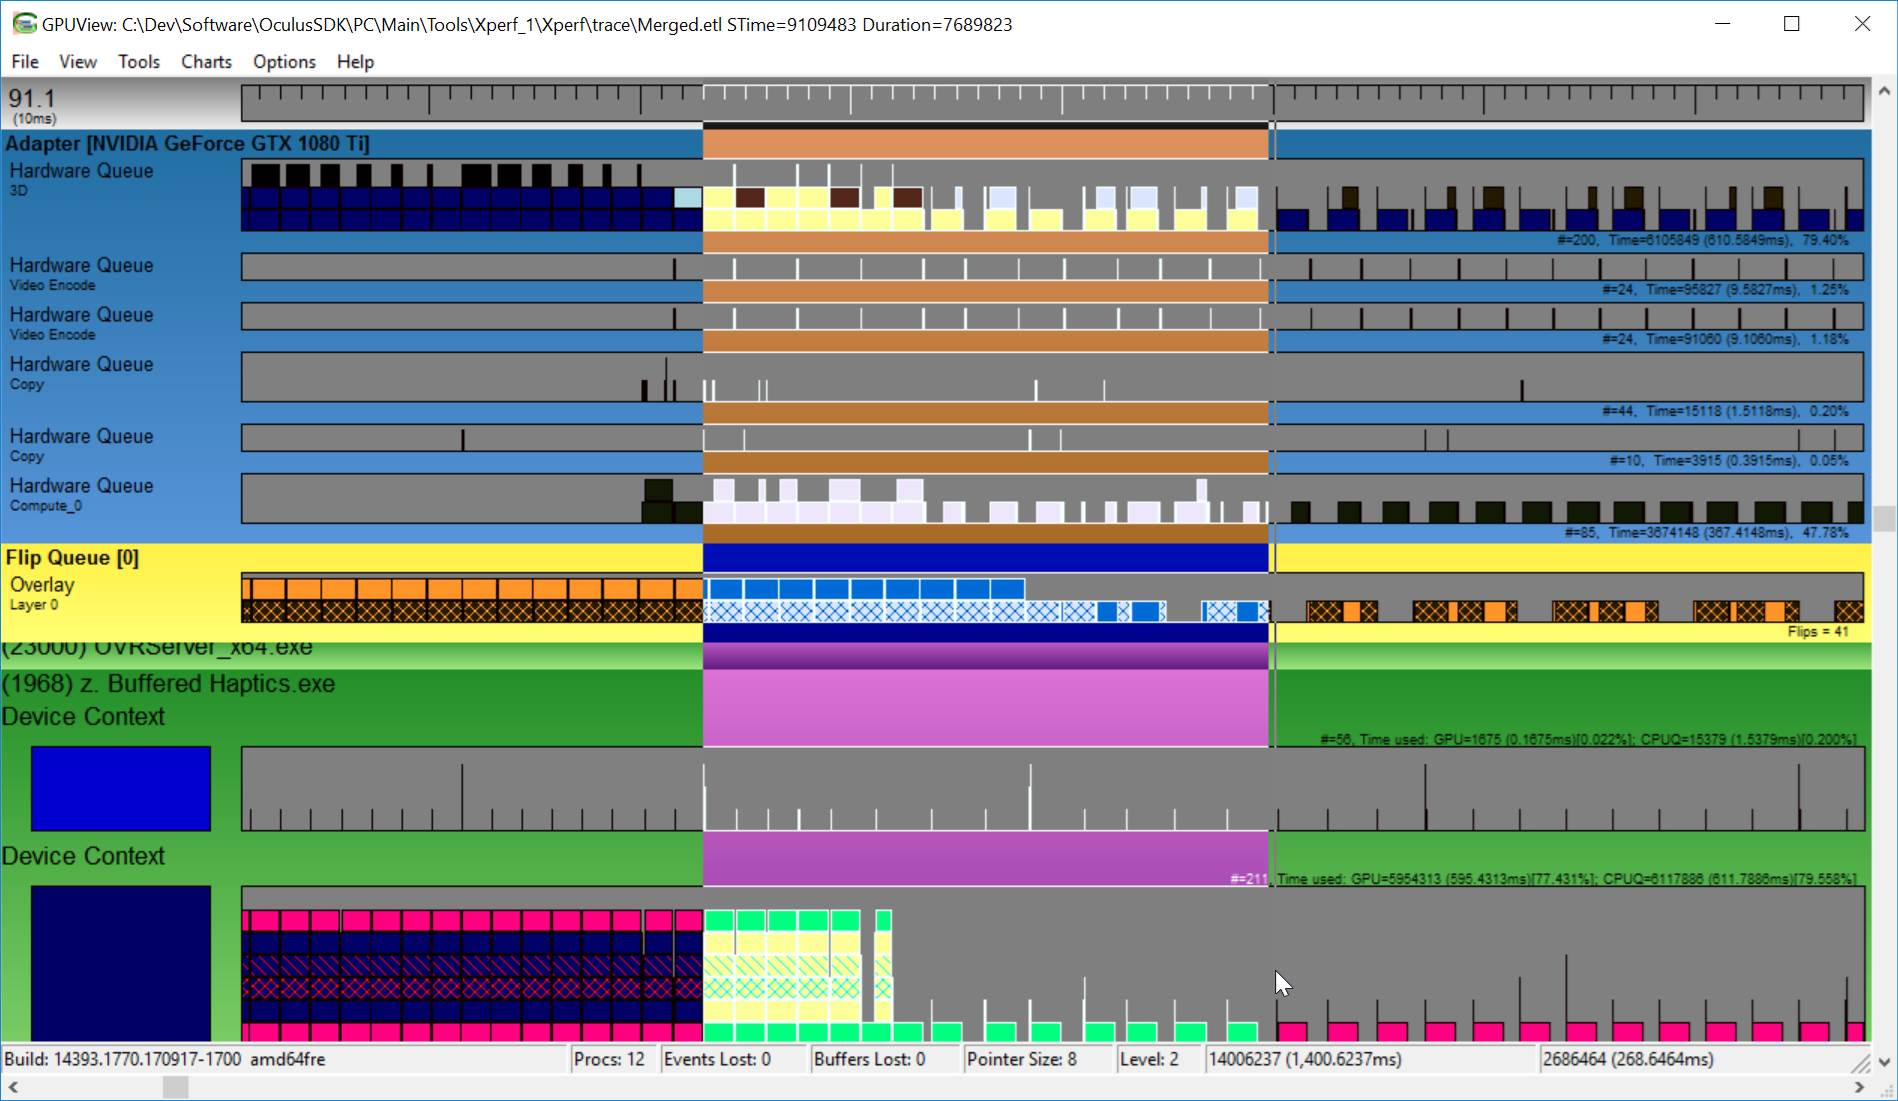 GPUView: C:\Dev\Software\OculusSDK\PC\Main\Tools\Xperf_1\Xperf\trace\Merged.etl STime=9109483 Duration=7689823
File View Tools Charts Options Help
91.1
(10ms)
Adapter [NVIDIA GeForce GTX 1080 Ti]
Hardware Queue
3D
#=200, Time=6105849 (610.5849ms), 79.40%
Hardware Queue
Video Encode
#=24, Time=95827 (9.5827ms), 1.25%
Hardware Queue
Video Encode
#=24, Time=91060 (9.1060ms), 1.18%
Hardware Queue
Copy
#=44, Time=15118 (1.5118ms), 0.20%
Hardware Queue
Copy
#=10, Time=3915 (0.3915ms), 0.05%
Hardware Queue
Compute_0
#=85, Time=3674148 (367.4148ms), 47.78%
Flip Queue [0]
Overlay
Layer 0
Flips = 41
(23000) OVRServer_x64.exe
(1968) z. Buffered Haptics.exe
Device Context
#=56, Time used: GPU=1675 (0.1675ms)[0.022%]; CPUQ=15379 (1.5379ms)[0.200%]
Device Context
#=211, Time used: GPU=5954313 (595.4313ms)[77.431%]; CPUQ=6117886 (611.7886ms)[79.558%]
Build: 14393.1770.170917-1700 amd64fre Procs: 12 Events Lost: 0 Buffers Lost: 0 Pointer Size: 8 Level: 2 14006237 (1,400.6237ms) 2686464 (268.6464ms)